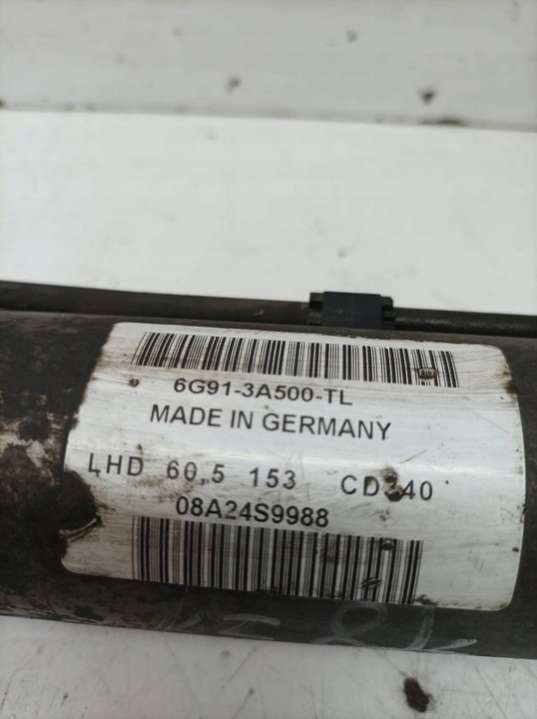 6G91-3A500-TL
MADE IN GERMANY
LHD 60,5 153 CD340
08A24S9988